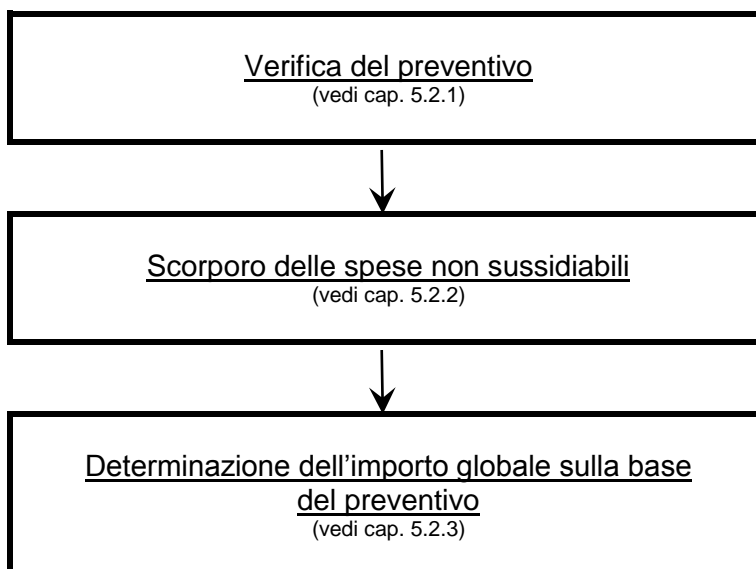 Verifica del preventivo
(vedi cap. 5.2.1)
Scorporo delle spese non sussidiabili
(vedi cap. 5.2.2)
Determinazione dell’importo globale sulla base
del preventivo
(vedi cap. 5.2.3)